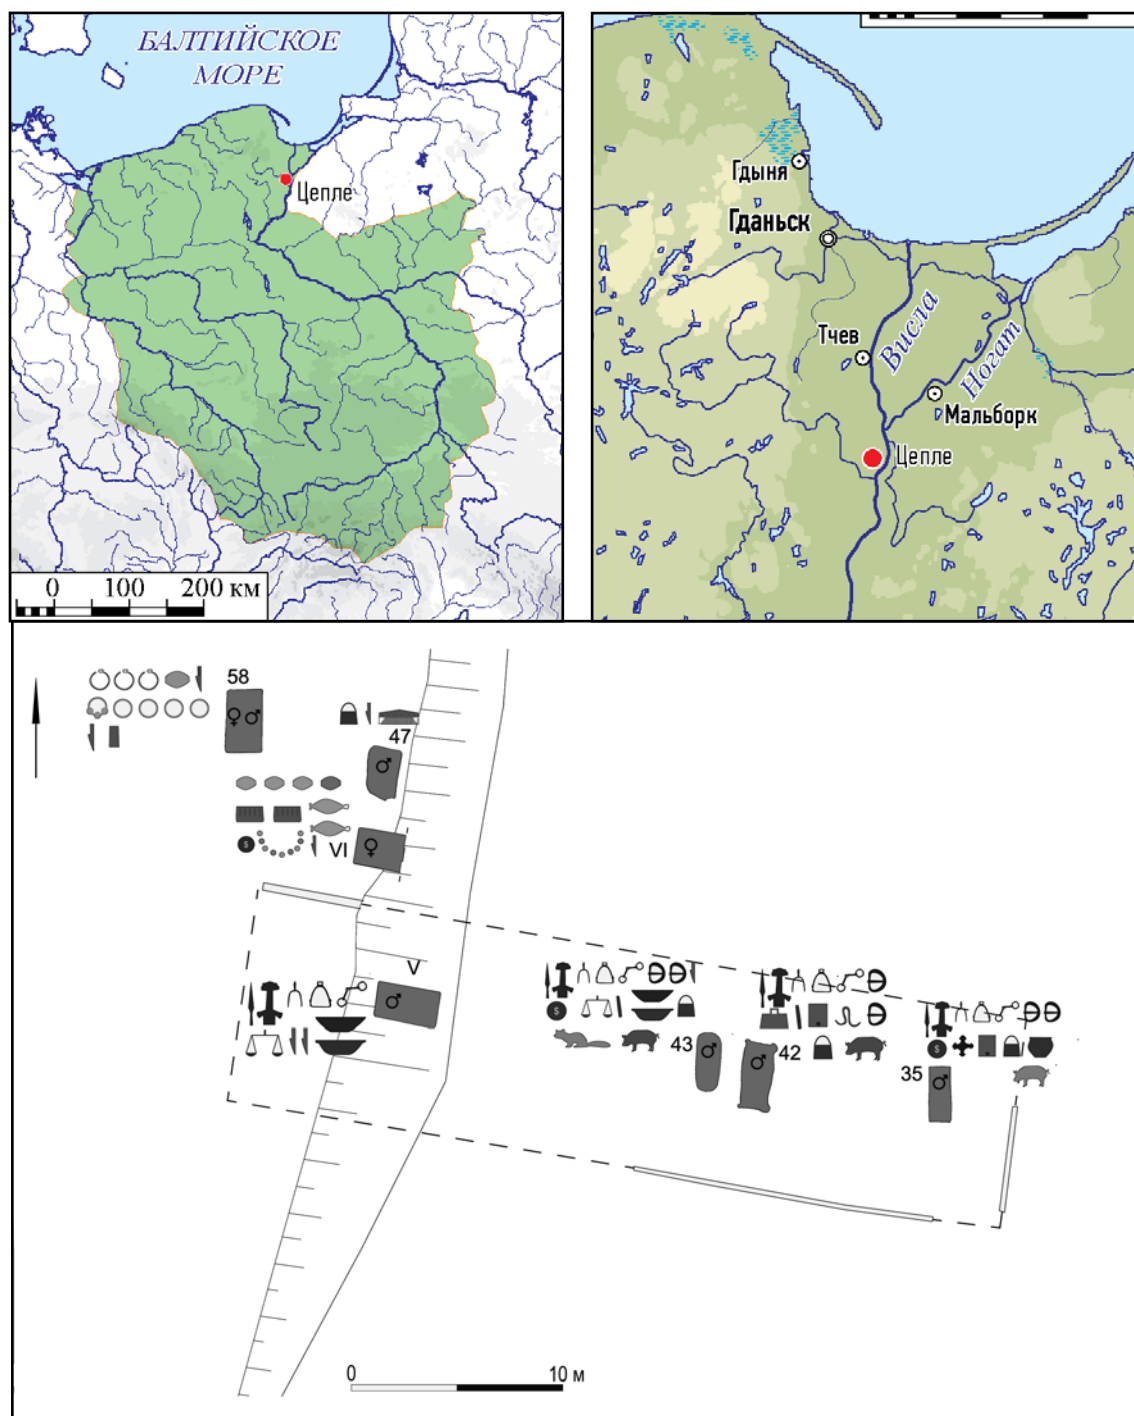 БАЛТИЙСКОЕ
МОРЕ
Цепле
0 100 200 км
Гдыня
Гданьск
Висла
Тчев
Ногат
Мальборк
Цепле
58
47
VI
V
43
42
35
0 10 м